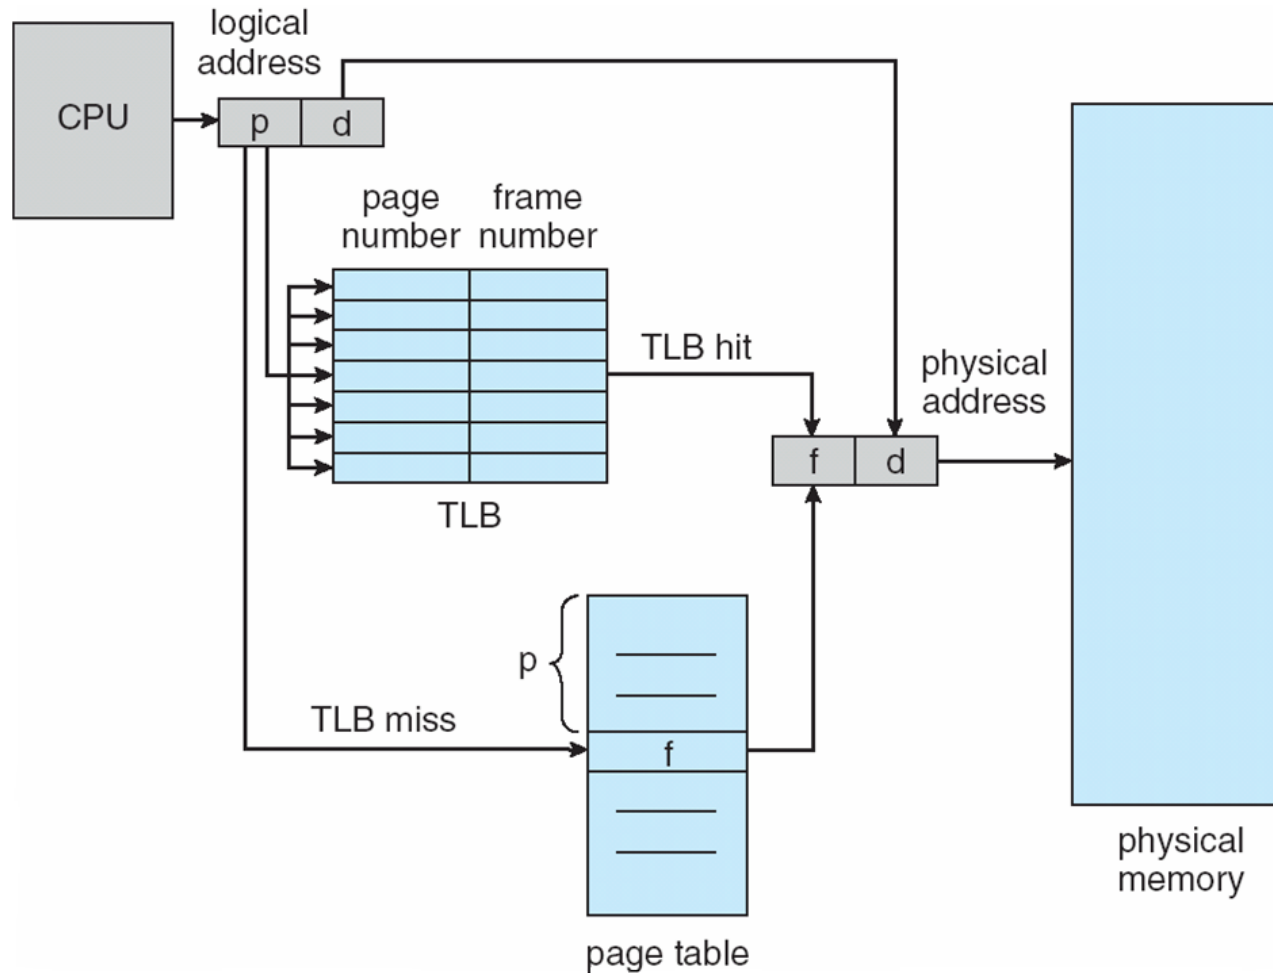 logical
address
CPU
p
d
page
number
frame
number
TLB hit
TLB
physical
address
f
d
p
TLB miss
f
page table
physical
memory